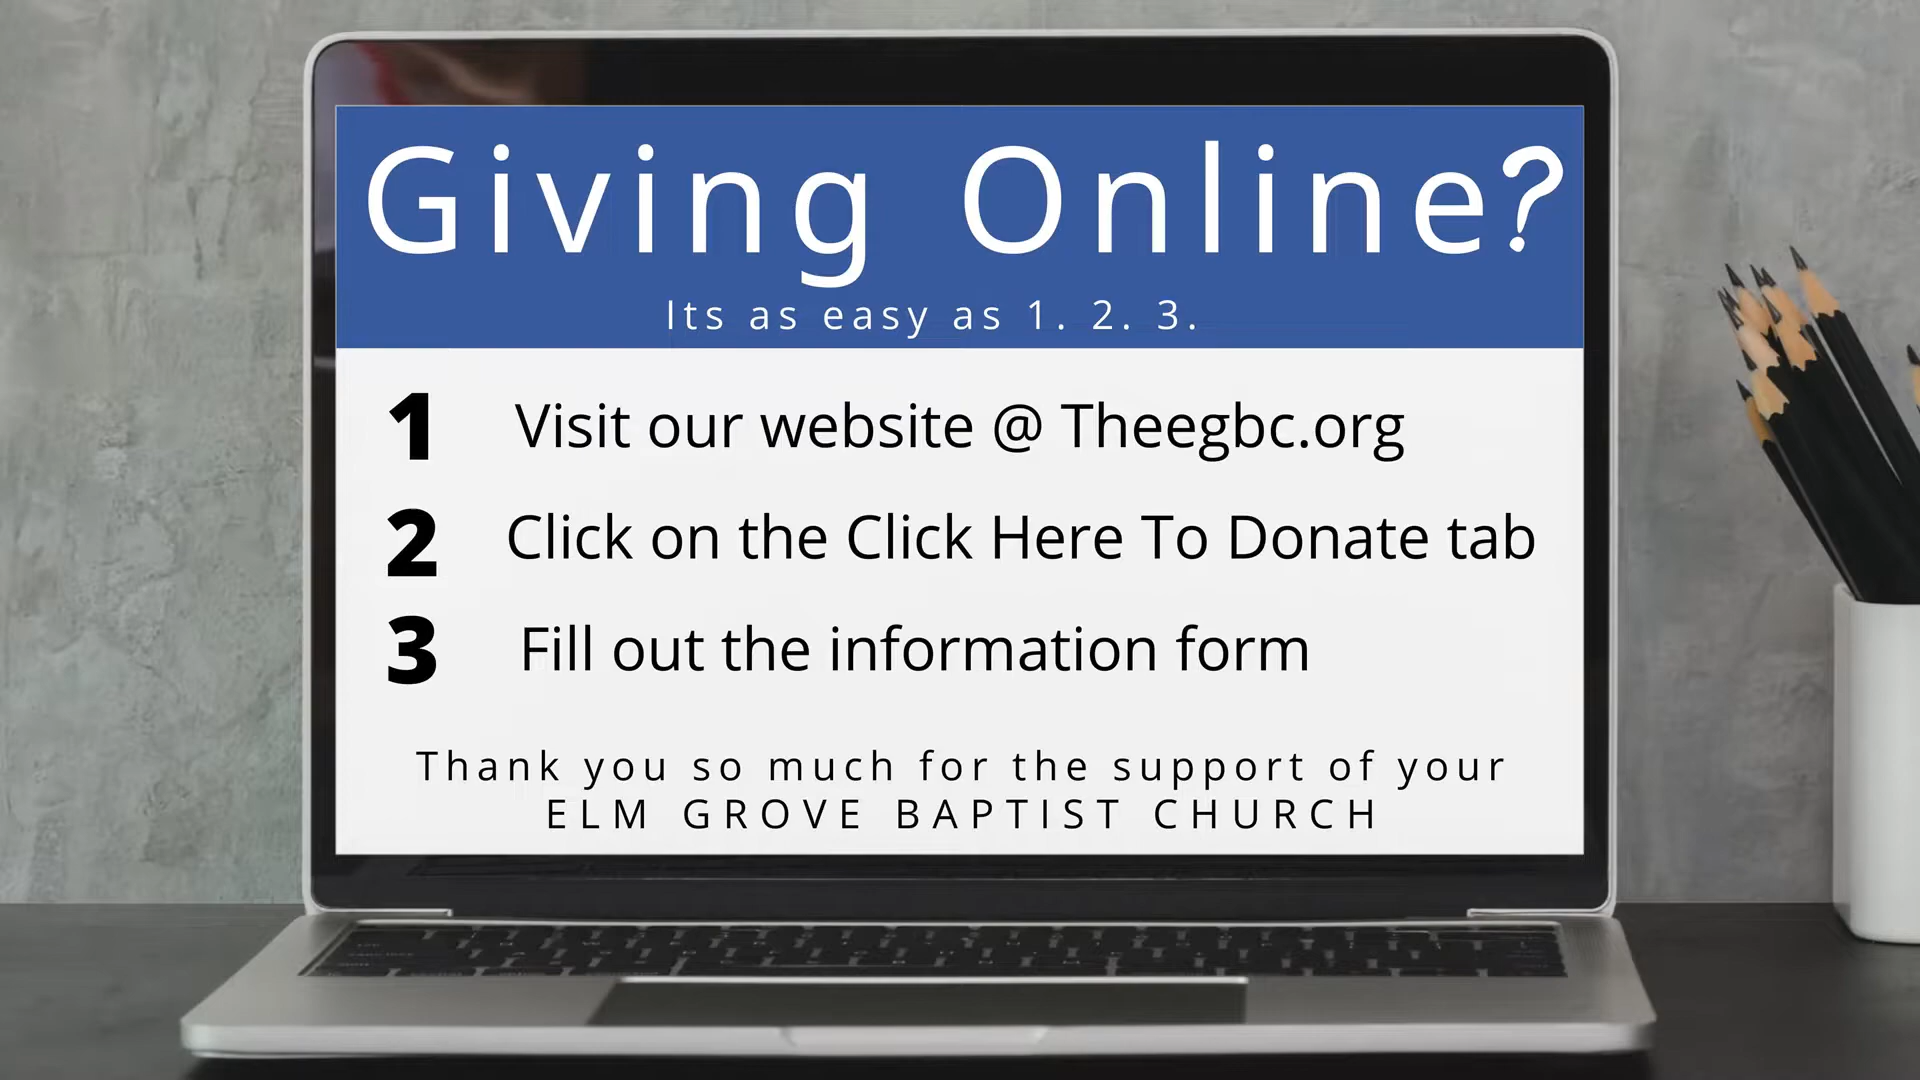 Giving Online?
Its as easy as 1. 2. 3.
1 Visit our website @ Theegbc.org
2 Click on the Click Here To Donate tab
3 Fill out the information form
Thank you so much for the support of your
ELM GROVE BAPTIST CHURCH